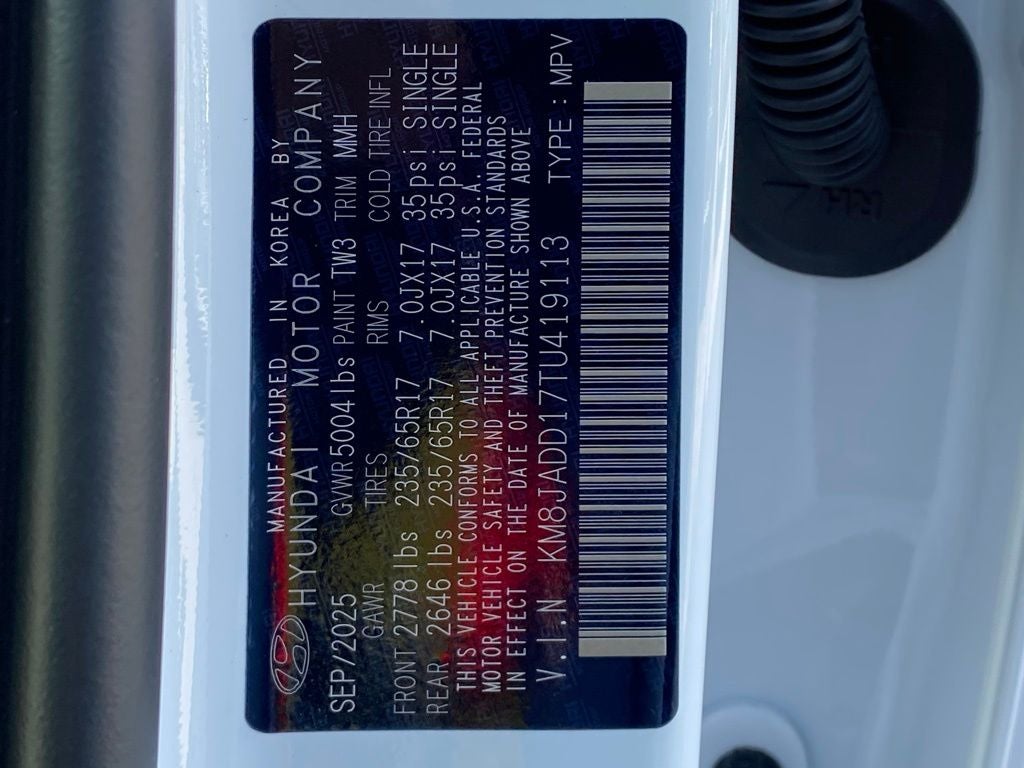 MANUFACTURED IN KOREA BY
HYUNDAI MOTOR COMPANY
SEP/2025 GVWR 5004 lbs PAINT TW3 TRIM MMH
GAWR TIRES RIMS COLD TIRE INFL
FRONT 2778 lbs 235/65R17 7.0JX17 35psi SINGLE
REAR 2646 lbs 235/65R17 7.0JX17 35psi SINGLE
THIS VEHICLE CONFORMS TO ALL APPLICABLE U.S.A. FEDERAL
MOTOR VEHICLE SAFETY AND THEFT PREVENTION STANDARDS
IN EFFECT ON THE DATE OF MANUFACTURE SHOWN ABOVE
V.I.N KM8JADD17TU419113 TYPE : MPV
RH